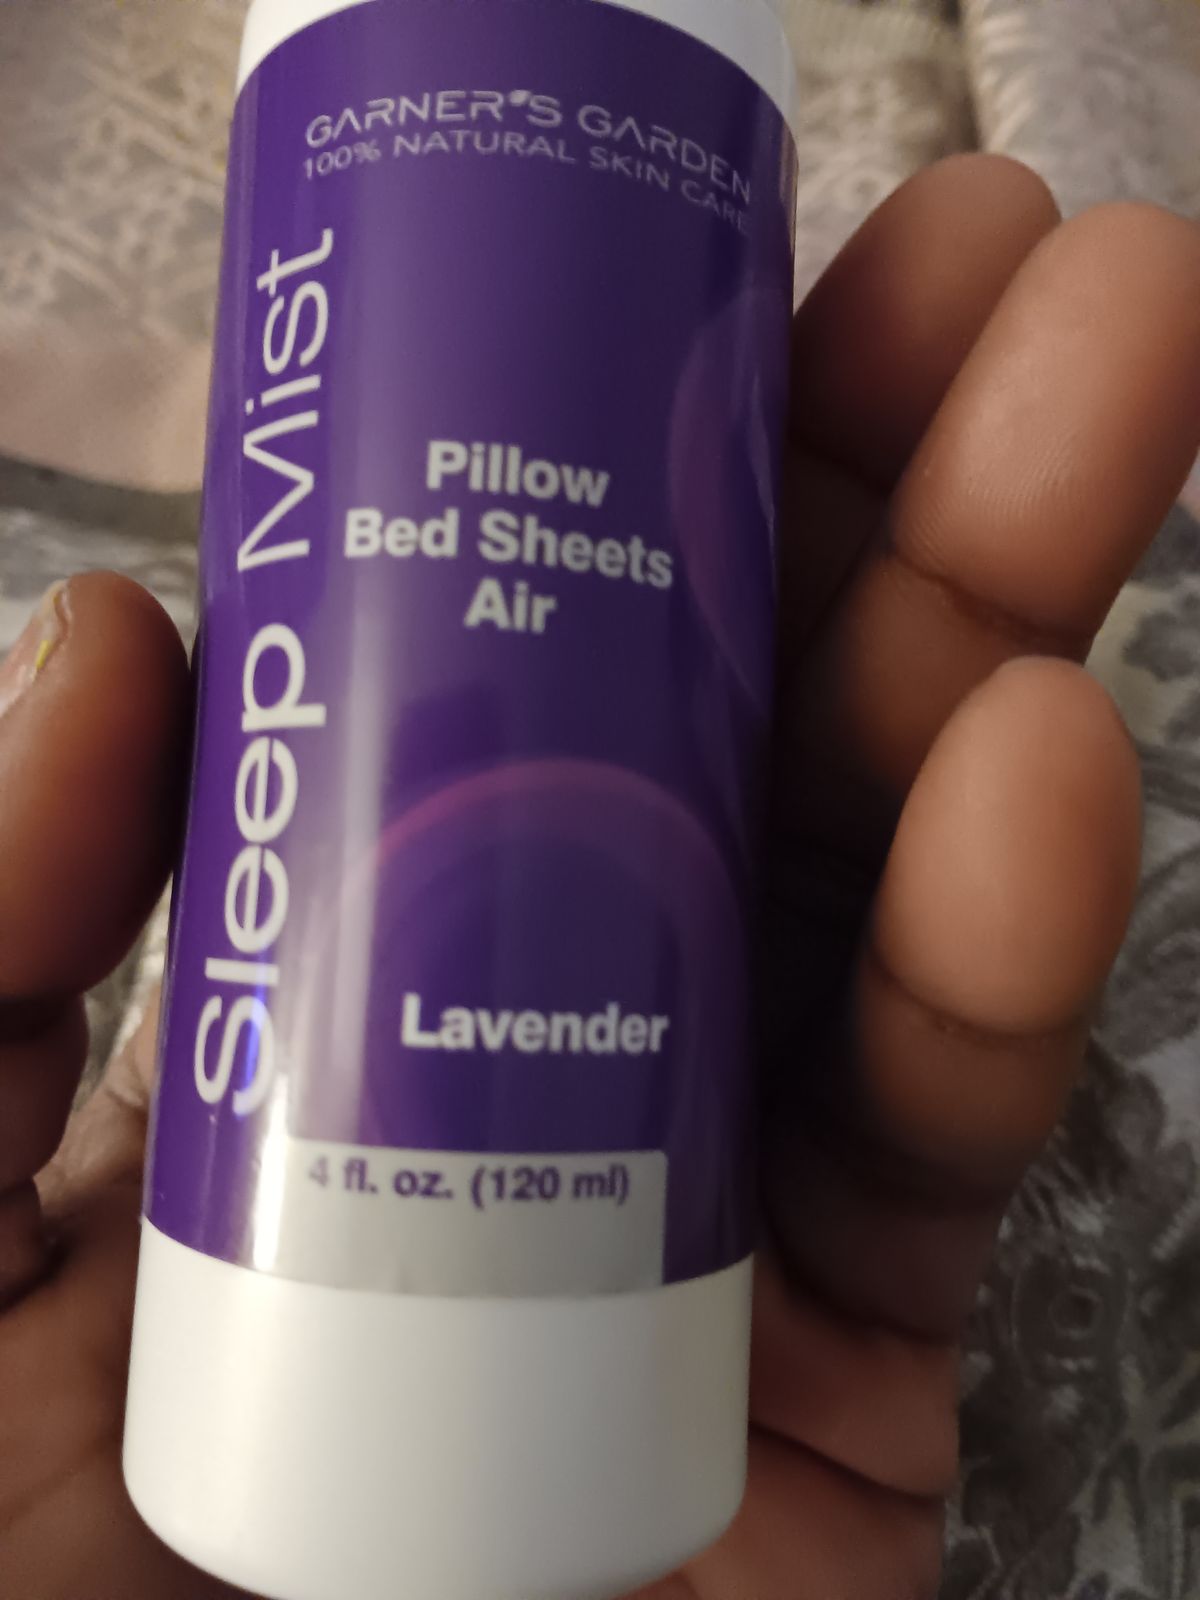 GARNER'S GARDEN
100% NATURAL SKIN CARE
Sleep Mist
Pillow
Bed Sheets
Air
Lavender
4 fl. oz. (120 ml)